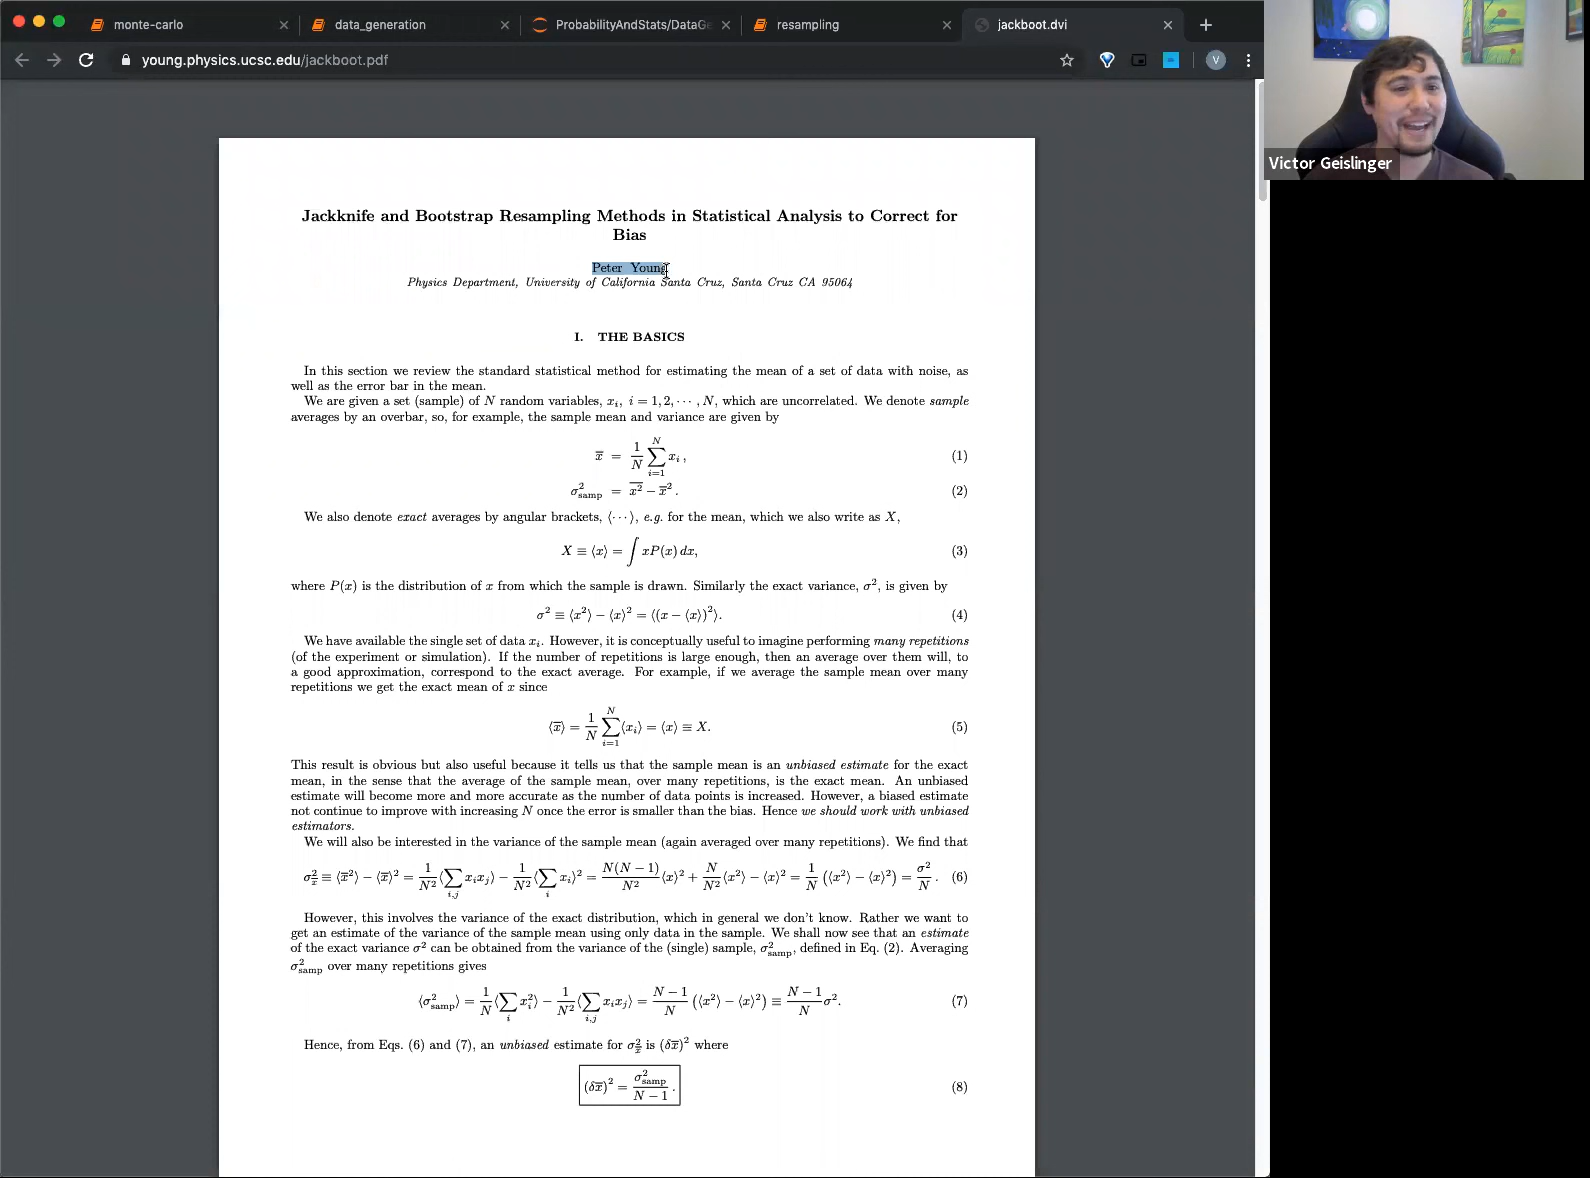 monte-carlo
data_generation
ProbabilityAndStats/DataGe
resampling
jackboot.dvi
young.physics.ucsc.edu/jackboot.pdf
V
Victor Geislinger
Jackknife and Bootstrap Resampling Methods in Statistical Analysis to Correct for
Bias
Peter Young
Physics Department, University of California Santa Cruz, Santa Cruz CA 95064
I. THE BASICS
In this section we review the standard statistical method for estimating the mean of a set of data with noise, as
well as the error bar in the mean.
We are given a set (sample) of N random variables, xᵢ, i = 1, 2, ⋯ , N, which are uncorrelated. We denote sample
averages by an overbar, so, for example, the sample mean and variance are given by
x̅ = 1/N ∑_{i=1}^{N} xᵢ , (1)
σ²_samp = \overline{x²} − x̅² . (2)
We also denote exact averages by angular brackets, ⟨⋯⟩, e.g. for the mean, which we also write as X,
X ≡ ⟨x⟩ = ∫ xP(x) dx, (3)
where P(x) is the distribution of x from which the sample is drawn. Similarly the exact variance, σ², is given by
σ² ≡ ⟨x²⟩ − ⟨x⟩² = ⟨(x − ⟨x⟩)²⟩. (4)
We have available the single set of data xᵢ. However, it is conceptually useful to imagine performing many repetitions
(of the experiment or simulation). If the number of repetitions is large enough, then an average over them will, to
a good approximation, correspond to the exact average. For example, if we average the sample mean over many
repetitions we get the exact mean of x since
⟨x̅⟩ = 1/N ∑_{i=1}^{N} ⟨xᵢ⟩ = ⟨x⟩ ≡ X. (5)
This result is obvious but also useful because it tells us that the sample mean is an unbiased estimate for the exact
mean, in the sense that the average of the sample mean, over many repetitions, is the exact mean. An unbiased
estimate will become more and more accurate as the number of data points is increased. However, a biased estimate
not continue to improve with increasing N once the error is smaller than the bias. Hence we should work with unbiased
estimators.
We will also be interested in the variance of the sample mean (again averaged over many repetitions). We find that
σ²_x̅ ≡ ⟨x̅²⟩ − ⟨x̅⟩² = 1/N² ⟨∑_{i,j} xᵢxⱼ⟩ − 1/N² ⟨∑_i xᵢ⟩² = N(N − 1)/N² ⟨x⟩² + N/N² ⟨x²⟩ − ⟨x⟩² = 1/N (⟨x²⟩ − ⟨x⟩²) = σ²/N . (6)
However, this involves the variance of the exact distribution, which in general we don't know. Rather we want to
get an estimate of the variance of the sample mean using only data in the sample. We shall now see that an estimate
of the exact variance σ² can be obtained from the variance of the (single) sample, σ²_samp, defined in Eq. (2). Averaging
σ²_samp over many repetitions gives
⟨σ²_samp⟩ = 1/N ⟨∑_i xᵢ²⟩ − 1/N² ⟨∑_{i,j} xᵢxⱼ⟩ = (N − 1)/N (⟨x²⟩ − ⟨x⟩²) ≡ (N − 1)/N σ². (7)
Hence, from Eqs. (6) and (7), an unbiased estimate for σ²_x̅ is (δx̅)² where
(δx̅)² = σ²_samp/(N − 1) . (8)